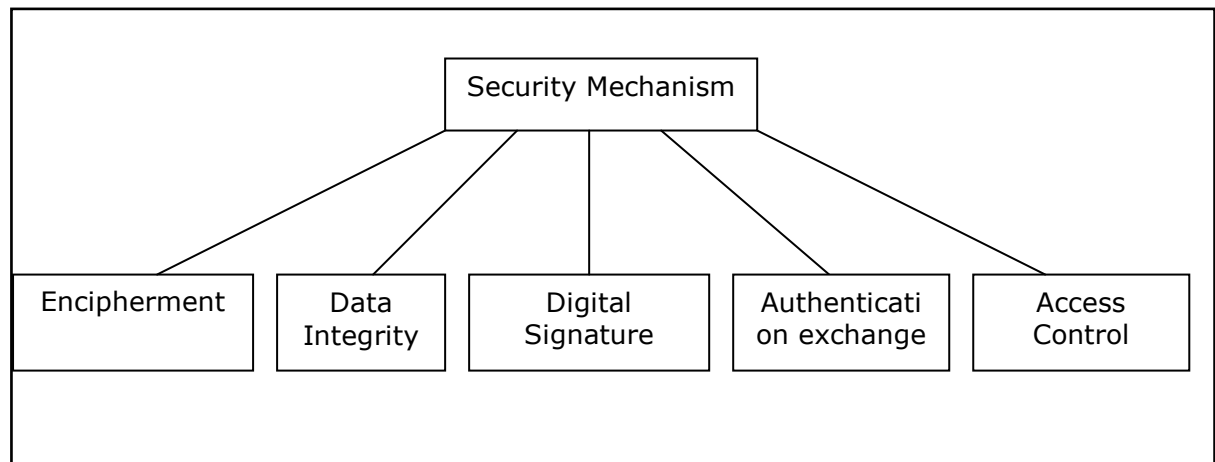 Security Mechanism
Encipherment
Data
Integrity
Digital
Signature
Authenticati
on exchange
Access
Control